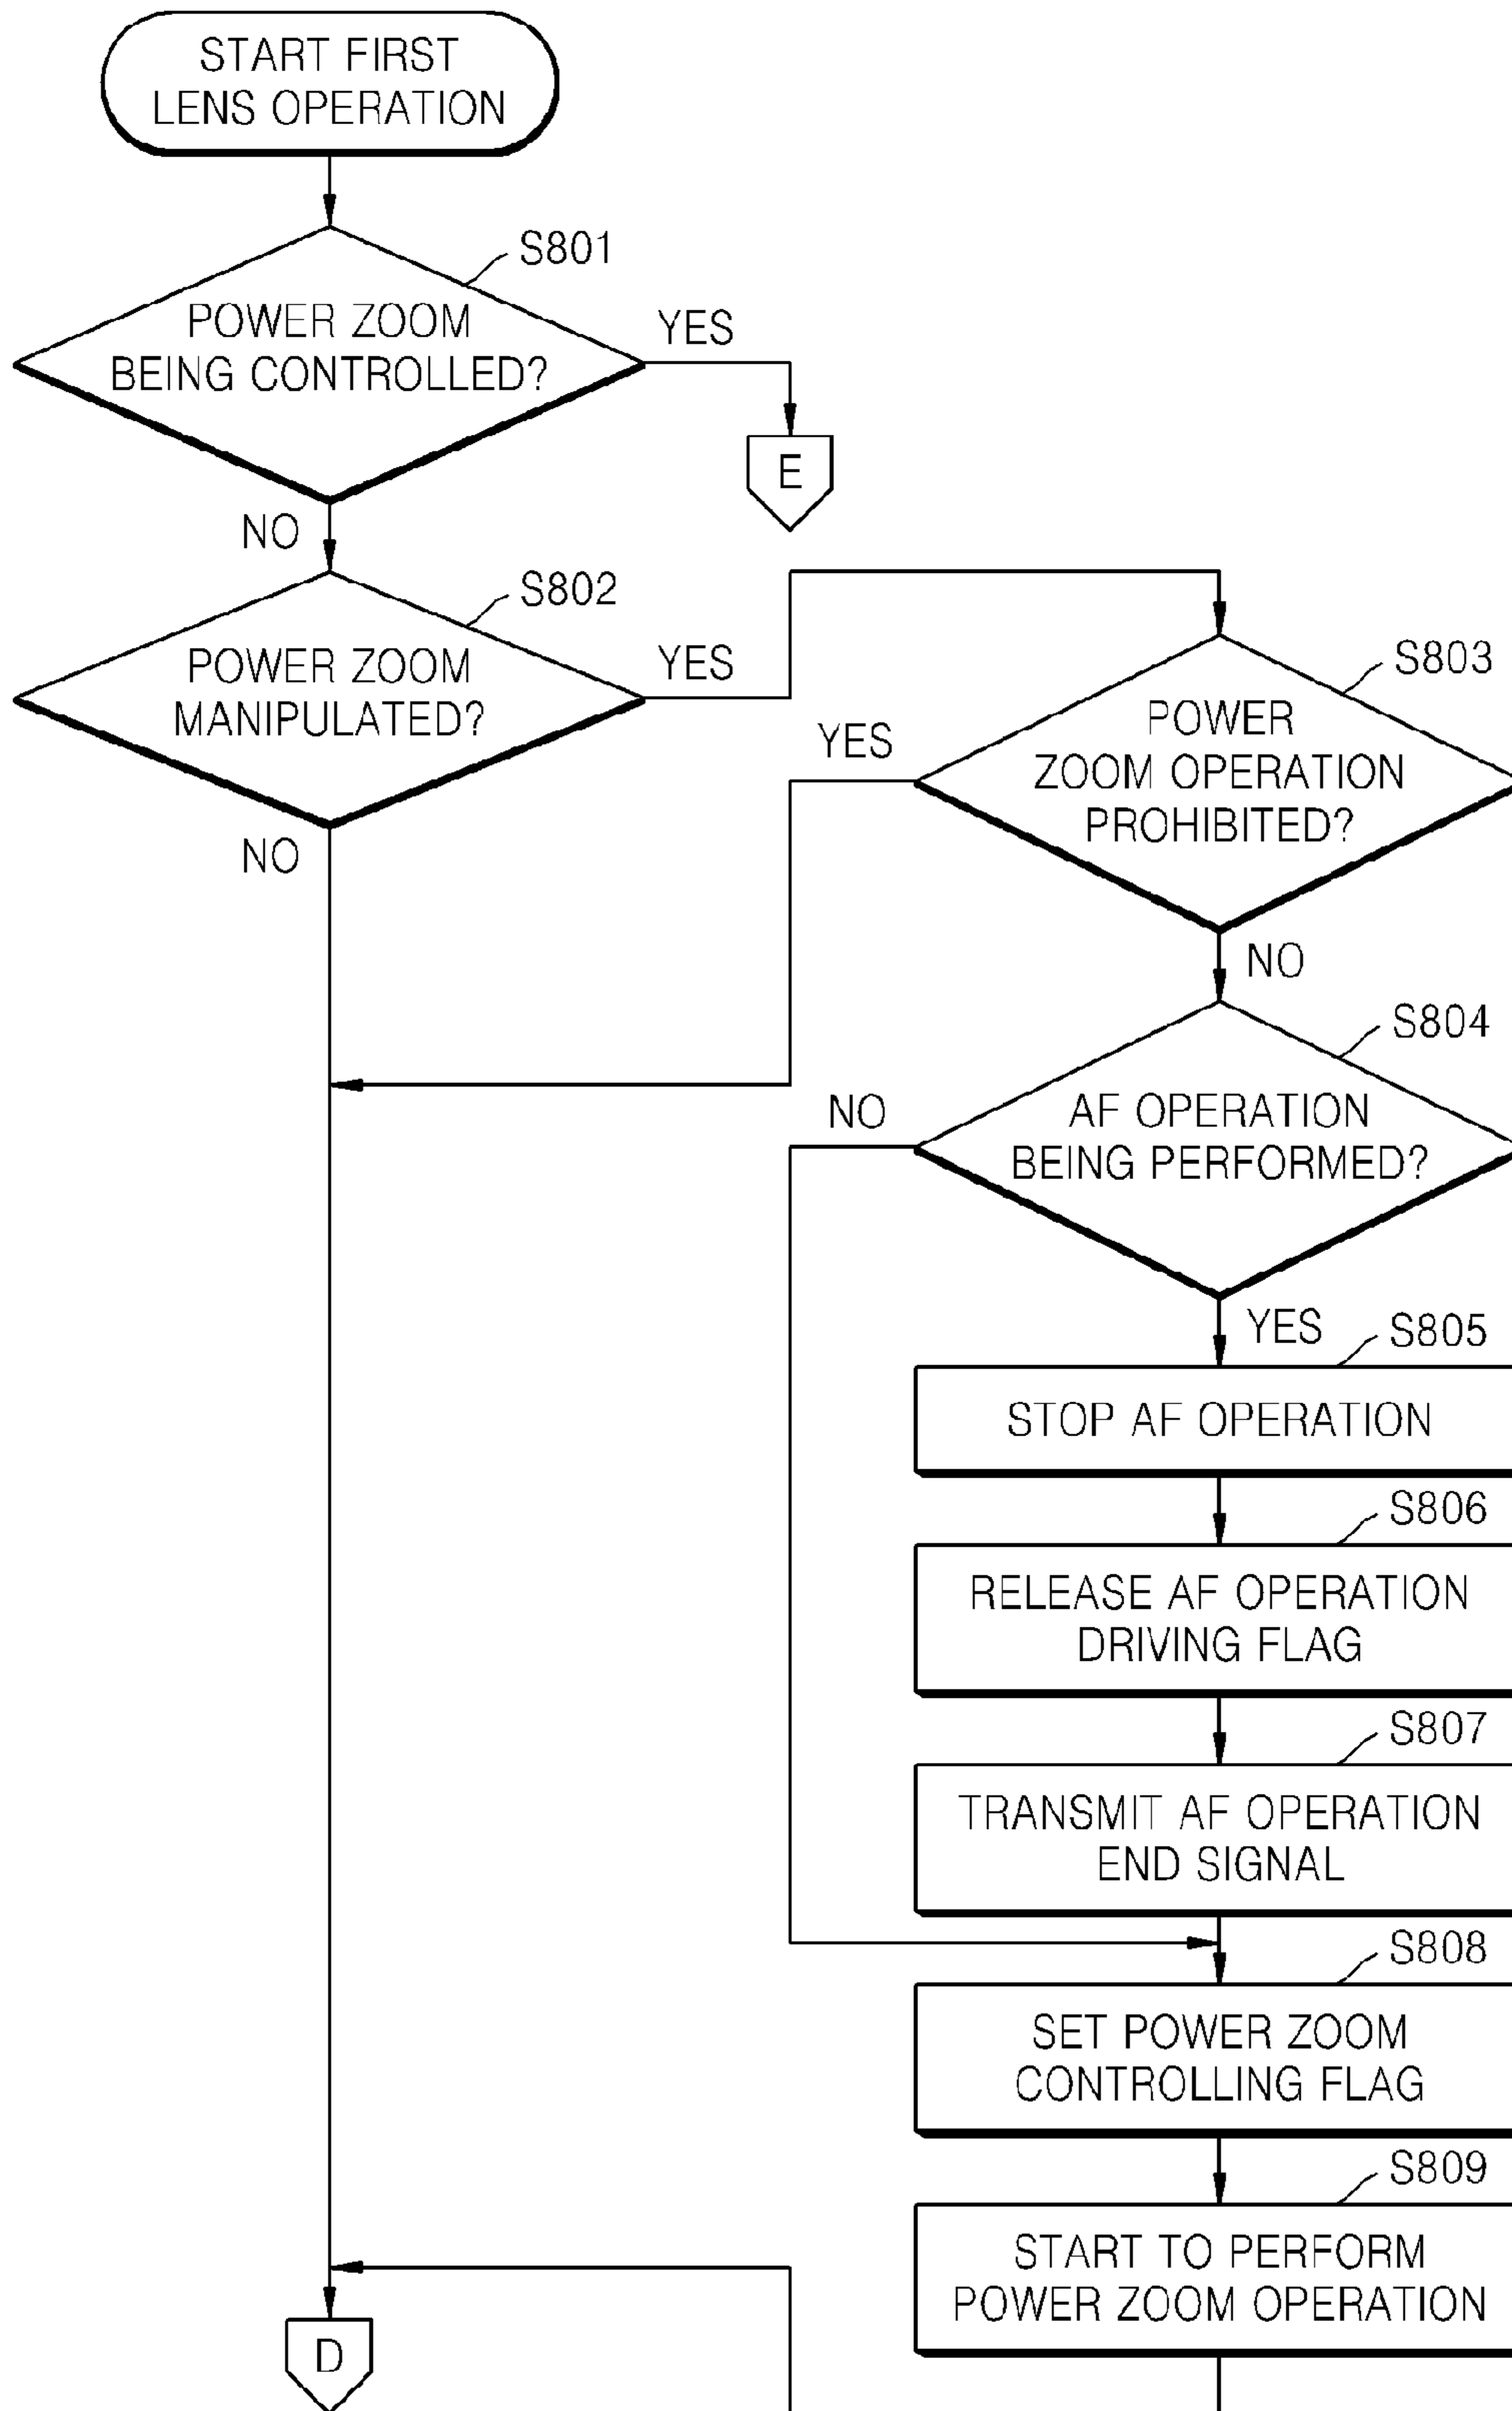 START FIRST
LENS OPERATION
S801
POWER ZOOM
BEING CONTROLLED?
YES
E
NO
S802
POWER ZOOM
MANIPULATED?
YES
NO
S803
POWER
ZOOM OPERATION
PROHIBITED?
YES
NO
S804
AF OPERATION
BEING PERFORMED?
NO
YES
S805
STOP AF OPERATION
S806
RELEASE AF OPERATION
DRIVING FLAG
S807
TRANSMIT AF OPERATION
END SIGNAL
S808
SET POWER ZOOM
CONTROLLING FLAG
S809
START TO PERFORM
POWER ZOOM OPERATION
D